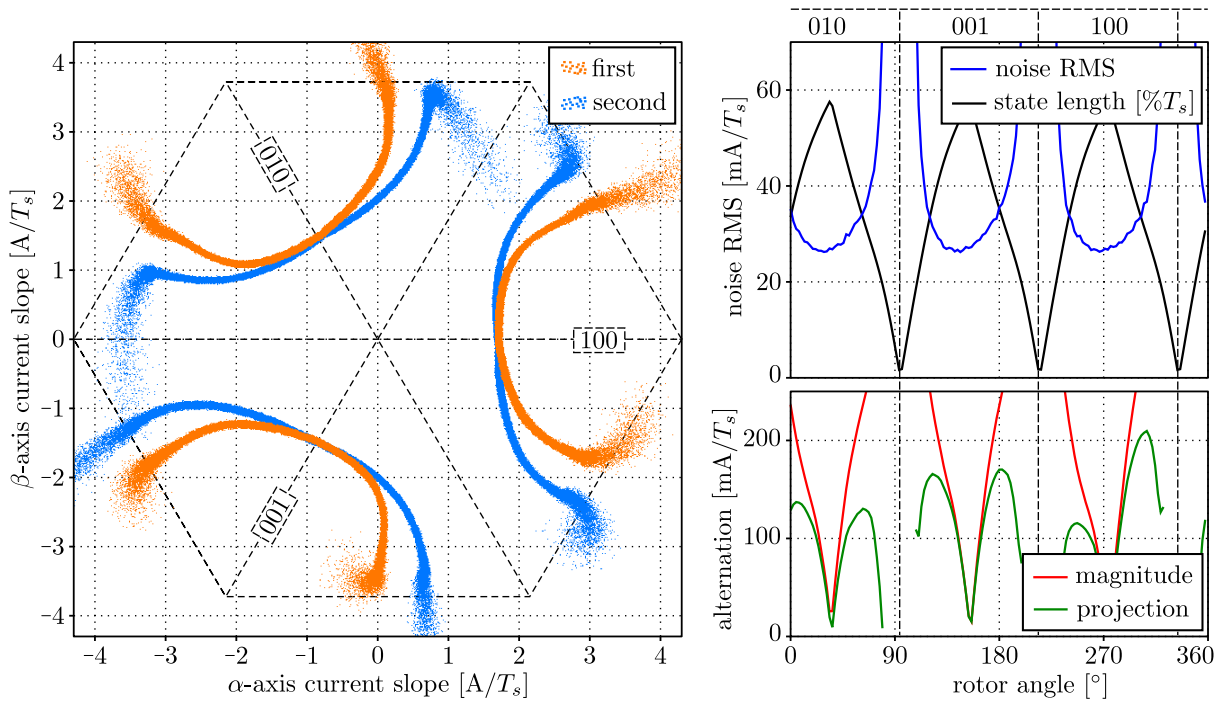 4
3
2
1
0
−1
−2
−3
−4
β-axis current slope [A/Tₛ]
−4 −3 −2 −1 0 1 2 3 4
α-axis current slope [A/Tₛ]
first
second
010
001
100
010 001 100
noise RMS
state length [%Tₛ]
60
40
20
0
noise RMS [mA/Tₛ]
200
100
0
alternation [mA/Tₛ]
magnitude
projection
0 90 180 270 360
rotor angle [°]